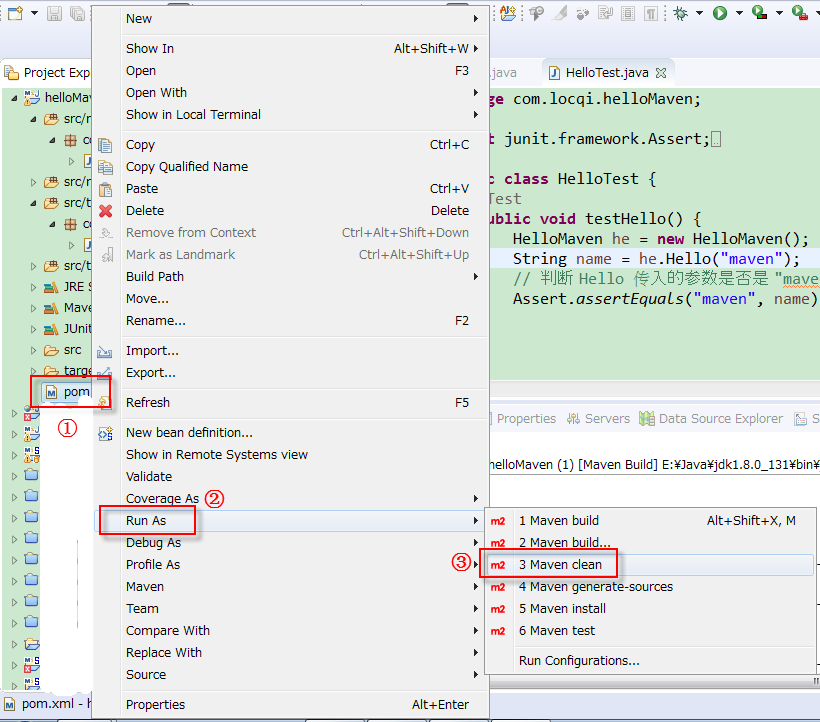 New
Show In Alt+Shift+W
Open F3
Open With
Show in Local Terminal
Copy Ctrl+C
Copy Qualified Name
Paste Ctrl+V
Delete Delete
Remove from Context Ctrl+Alt+Shift+Down
Mark as Landmark Ctrl+Alt+Shift+Up
Build Path
Move...
Rename... F2
Import...
Export...
Refresh F5
New bean definition...
Show in Remote Systems view
Validate
Coverage As ②
Run As
Debug As
Profile As ③
Maven
Team
Compare With
Replace With
Source
Properties Alt+Enter
Project Exp
helloMav
src/
src/
src/t
src/t
JRE S
Mave
JUnit
src
targe
pom
①
pom.xml - h
.java HelloTest.java
ge com.locqi.helloMaven;
t junit.framework.Assert;
c class HelloTest {
Test
ublic void testHello() {
HelloMaven he = new HelloMaven();
String name = he.Hello("maven");
// 判断 Hello 传入的参数是否是 "mave
Assert.assertEquals("maven", name)
Properties Servers Data Source Explorer S
helloMaven (1) [Maven Build] E:¥Java¥jdk1.8.0_131¥bin¥
m2 1 Maven build Alt+Shift+X, M
m2 2 Maven build...
m2 3 Maven clean
m2 4 Maven generate-sources
m2 5 Maven install
m2 6 Maven test
Run Configurations...